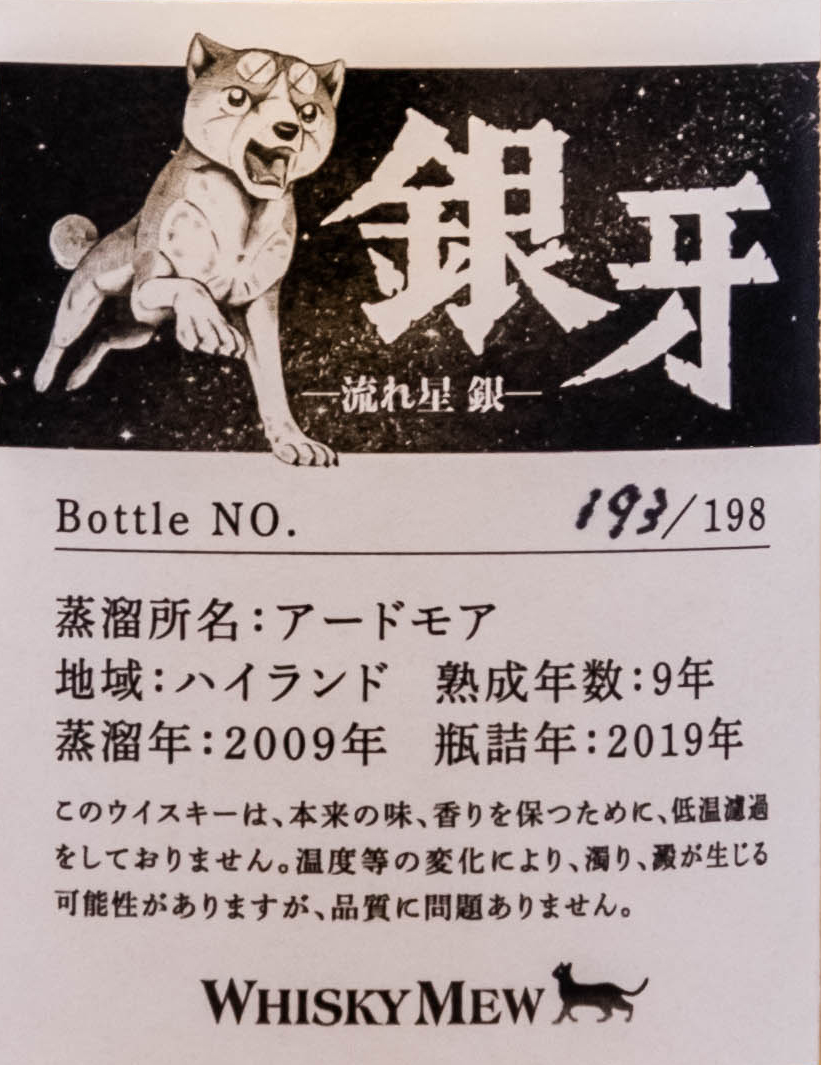 銀牙
―流れ星 銀―
Bottle NO. 193/198
蒸溜所名：アードモア
地域：ハイランド 熟成年数：9年
蒸溜年：2009年 瓶詰年：2019年
このウイスキーは、本来の味、香りを保つために、低温濾過
をしておりません。温度等の変化により、濁り、澱が生じる
可能性がありますが、品質に問題ありません。
WHISKY MEW